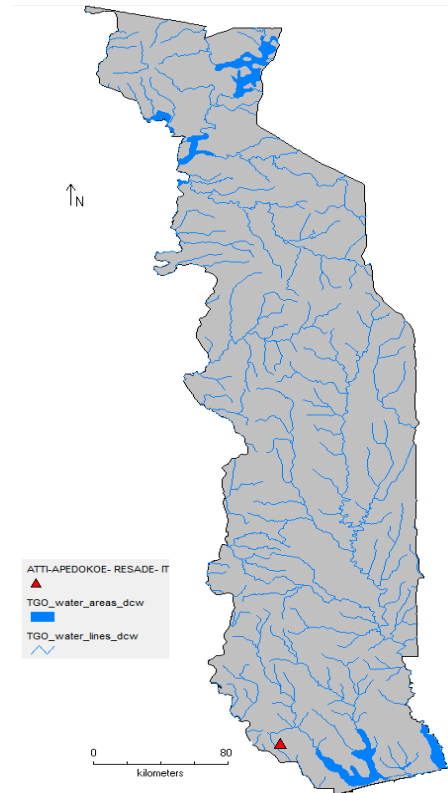 N
ATTI-APEDOKOE- RESADE- IT
TGO_water_areas_dcw
TGO_water_lines_dcw
0 80
kilometers